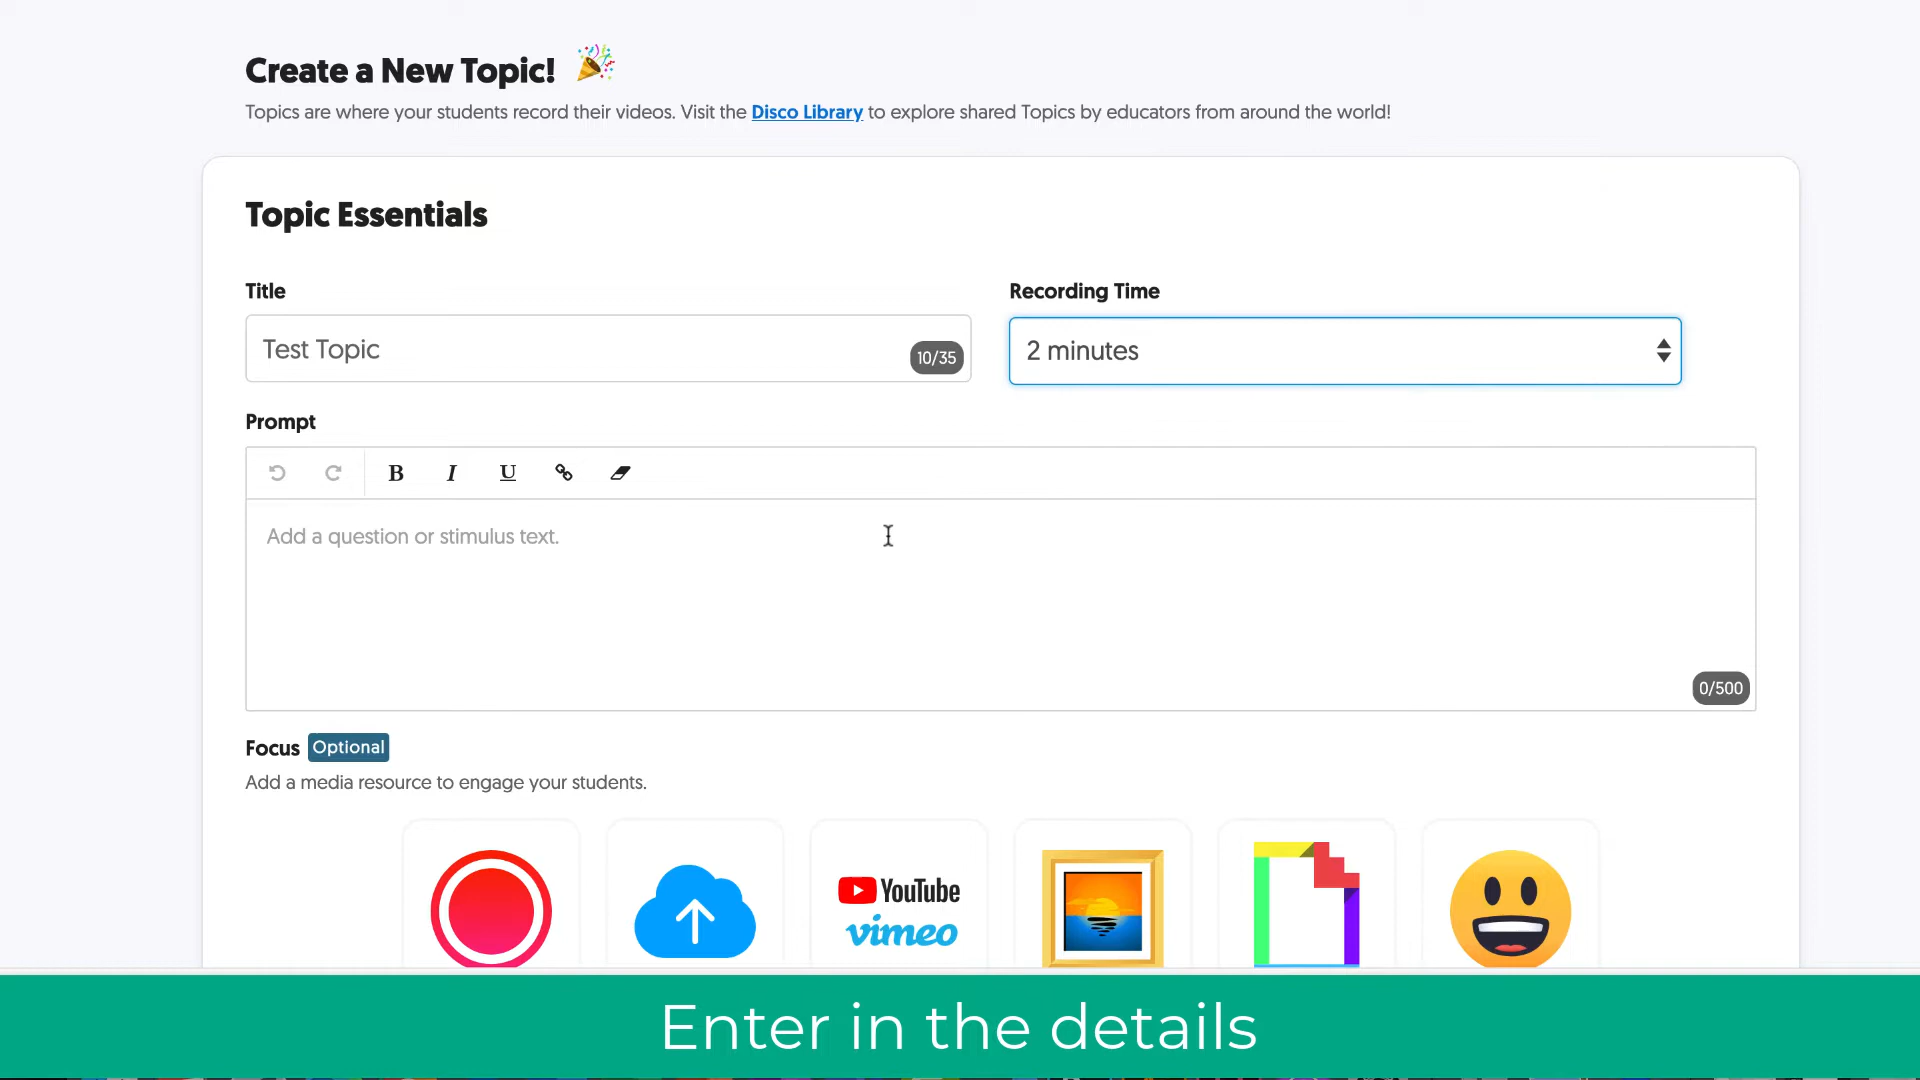 Create a New Topic!
Topics are where your students record their videos. Visit the Disco Library to explore shared Topics by educators from around the world!
Topic Essentials
Title
Recording Time
Test Topic
10/35
2 minutes
Prompt
B I U
Add a question or stimulus text.
0/500
Focus Optional
Add a media resource to engage your students.
YouTube
vimeo
Enter in the details